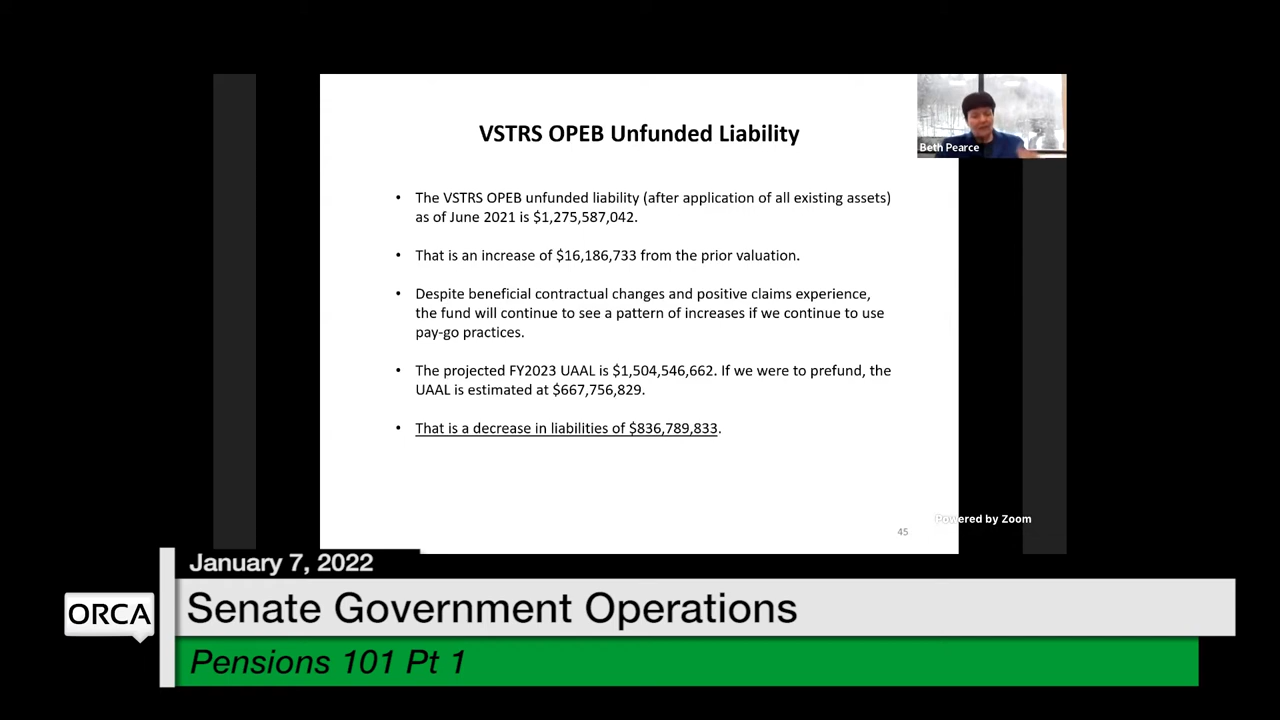 VSTRS OPEB Unfunded Liability
Beth Pearce
• The VSTRS OPEB unfunded liability (after application of all existing assets)
as of June 2021 is $1,275,587,042.
• That is an increase of $16,186,733 from the prior valuation.
• Despite beneficial contractual changes and positive claims experience,
the fund will continue to see a pattern of increases if we continue to use
pay-go practices.
• The projected FY2023 UAAL is $1,504,546,662. If we were to prefund, the
UAAL is estimated at $667,756,829.
• That is a decrease in liabilities of $836,789,833.
Powered by Zoom
45
January 7, 2022
ORCA
Senate Government Operations
Pensions 101 Pt 1